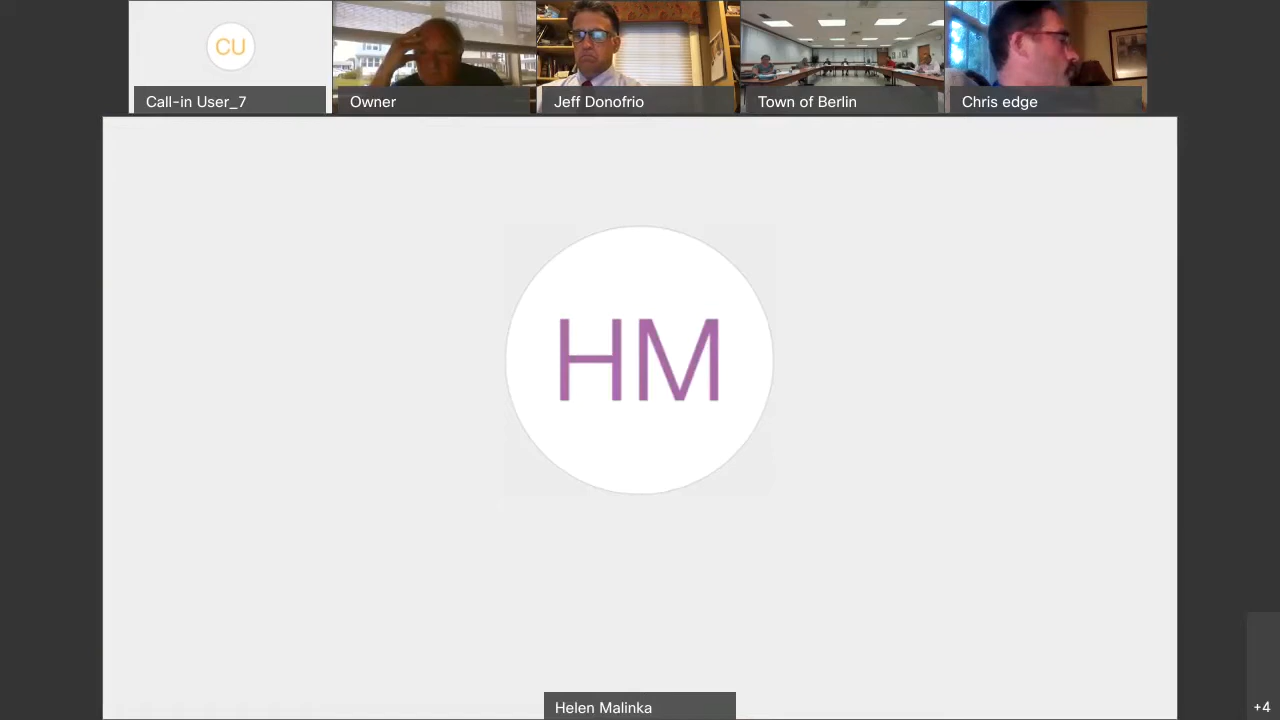 CU
Call-in User_7
Owner
Jeff Donofrio
Town of Berlin
Chris edge
HM
Helen Malinka
+4